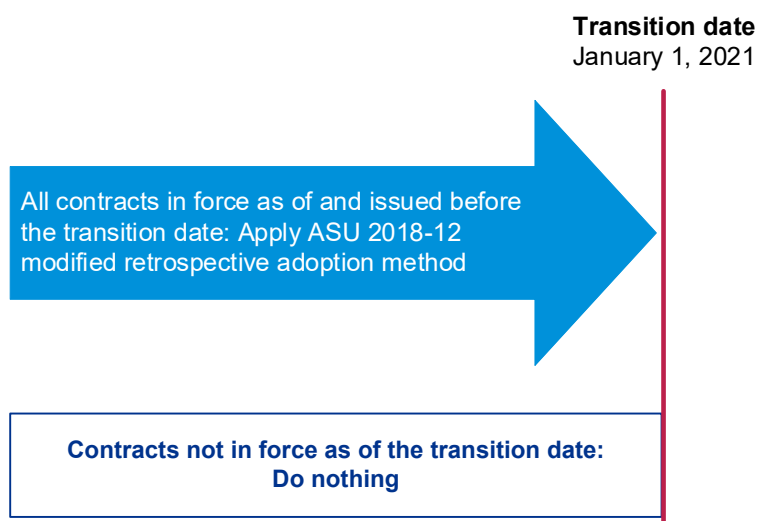 Transition date
January 1, 2021
All contracts in force as of and issued before
the transition date: Apply ASU 2018-12
modified retrospective adoption method
Contracts not in force as of the transition date:
Do nothing